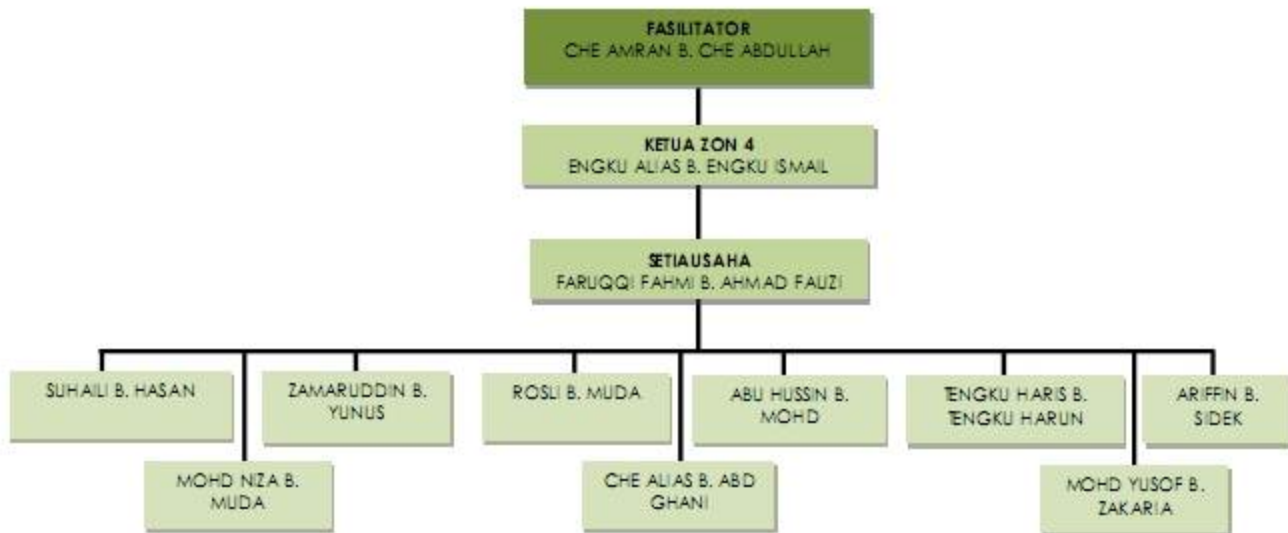 FASILITATOR
CHE AMRAN B. CHE ABDULLAH
KETUA ZON 4
ENGKU ALIAS B. ENGKU ISMAIL
SETIAUSAHA
FARUQQI FAHMI B. AHMAD FAUZI
SUHAILI B. HASAN
ZAMARUDDIN B.
YUNUS
ROSLI B. MUDA
ABU HUSSIN B.
MOHD
TENGKU HARIS B.
TENGKU HARUN
ARIFFIN B.
SIDEK
MOHD NIZA B.
MUDA
CHE ALIAS B. ABD
GHANI
MOHD YUSOF B.
ZAKARIA